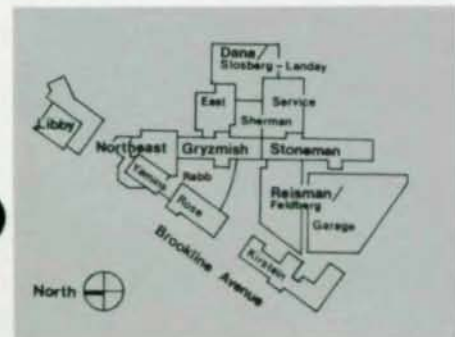 Dana/
Slosberg - Landay
East
Service
Sherman
Libby
Northeast
Gryzmish
Stoneman
Yamins
Rabb
Rose
Reisman/
Feldberg
Garage
Brookline Avenue
Kirstein
North